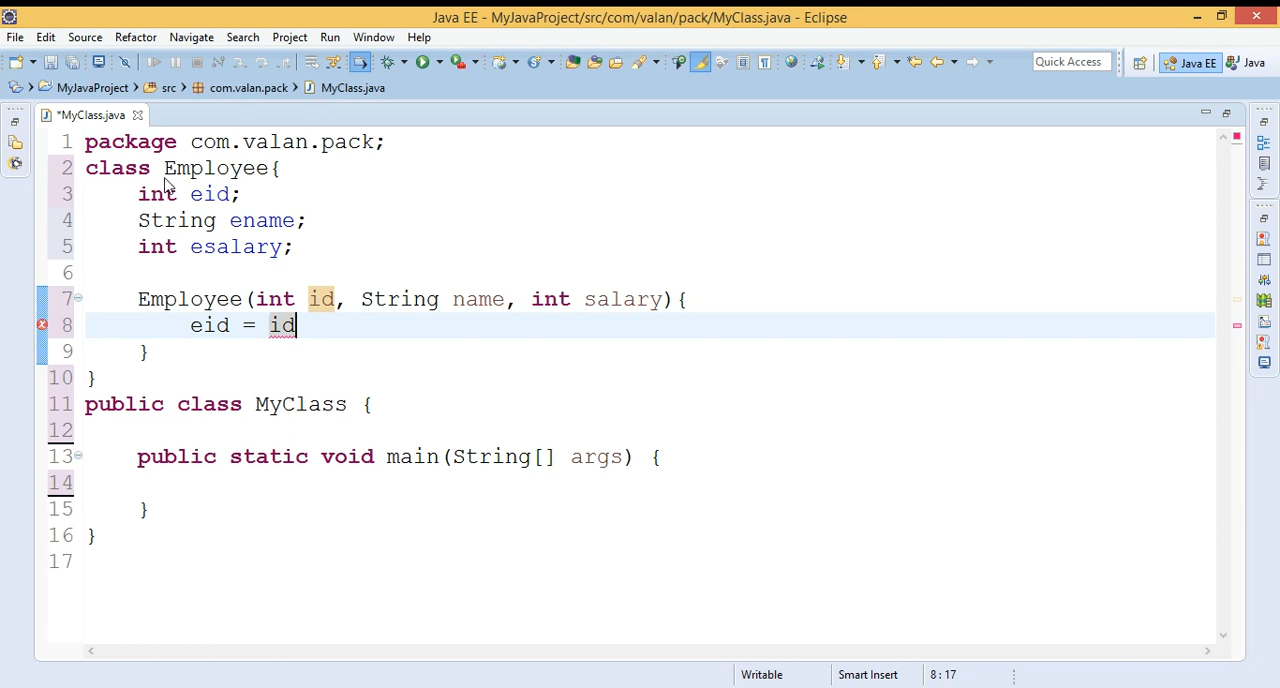 Java EE - MyJavaProject/src/com/valan/pack/MyClass.java - Eclipse
File Edit Source Refactor Navigate Search Project Run Window Help
Quick Access Java EE Java
MyJavaProject src com.valan.pack MyClass.java
*MyClass.java
1 package com.valan.pack;
2 class Employee{
3 int eid;
4 String ename;
5 int esalary;
6
7 Employee(int id, String name, int salary){
8 eid = id
9 }
10 }
11 public class MyClass {
12
13 public static void main(String[] args) {
14
15 }
16 }
17
Writable Smart Insert 8:17